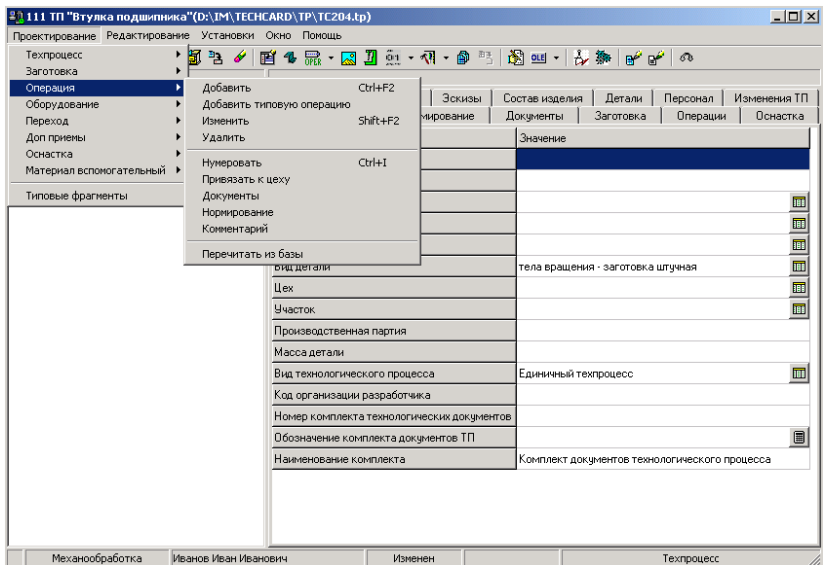 111 ТП "Втулка подшипника"(D:\IM\TECHCARD\TP\TC204.tp)
Проектирование Редактирование Установки Окно Помощь
Техпроцесс
Заготовка
Операция
Оборудование
Переход
Доп приемы
Оснастка
Материал вспомогательный
Типовые фрагменты
OPER
OLE
Добавить Ctrl+F2
Добавить типовую операцию
Изменить Shift+F2
Удалить
Нумеровать Ctrl+I
Привязать к цеху
Документы
Нормирование
Комментарий
Перечитать из базы
Эскизы Состав изделия Детали Персонал Изменения ТП
мирование Документы Заготовка Операции Оснастка
Значение
Вид детали тела вращения - заготовка штучная
Цех
Участок
Производственная партия
Масса детали
Вид технологического процесса Единичный техпроцесс
Код организации разработчика
Номер комплекта технологических документов
Обозначение комплекта документов ТП
Наименование комплекта Комплект документов технологического процесса
Механообработка Иванов Иван Иванович Изменен Техпроцесс